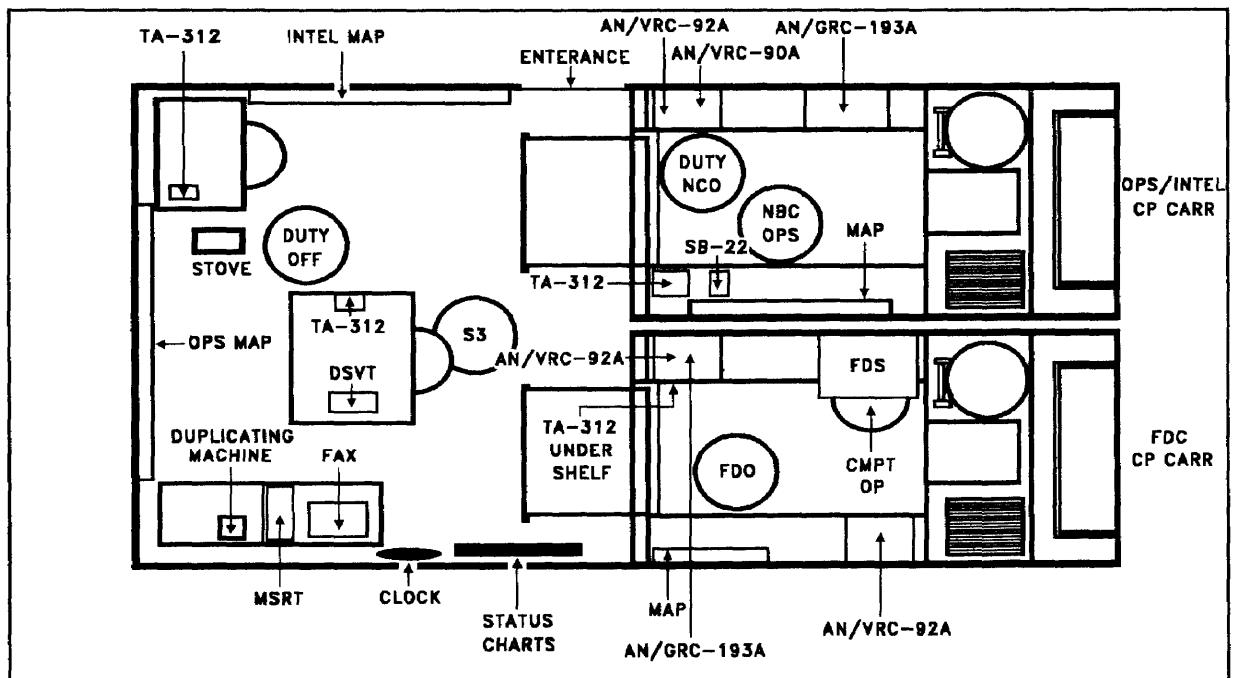 AN/VRC-92A
AN/GRC-193A
TA-312
INTEL MAP
AN/VRC-90A
ENTERANCE
DUTY
NCO
OPS/INTEL
CP CARR
NBC
OPS
MAP
SB-22
DUTY
OFF
STOVE
TA-312
TA-312
S3
OPS MAP
AN/VRC-92A
FDS
DSVT
TA-312
UNDER
SHELF
DUPLICATING
MACHINE
FAX
FDO
CMPT
OP
FDC
CP CARR
MSRT
CLOCK
STATUS
CHARTS
MAP
AN/GRC-193A
AN/VRC-92A